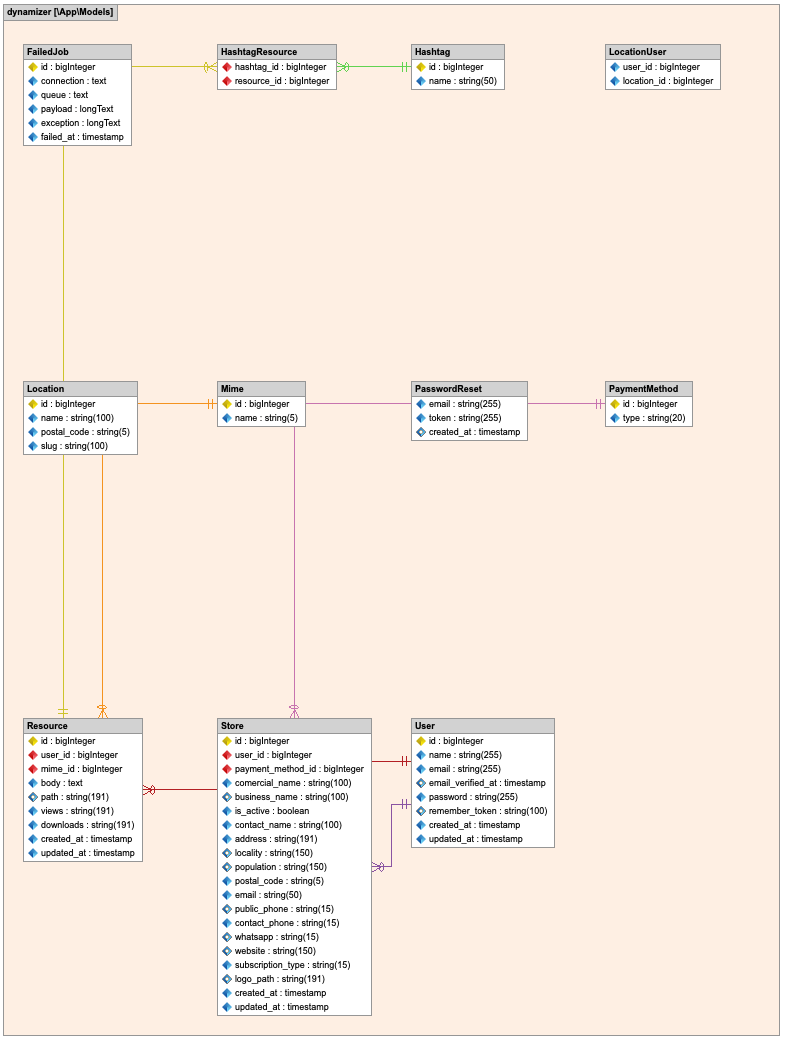 dynamizer [\App\Models]
FailedJob
id : bigInteger
connection : text
queue : text
payload : longText
exception : longText
failed_at : timestamp
HashtagResource
hashtag_id : bigInteger
resource_id : bigInteger
Hashtag
id : bigInteger
name : string(50)
LocationUser
user_id : bigInteger
location_id : bigInteger
Location
id : bigInteger
name : string(100)
postal_code : string(5)
slug : string(100)
Mime
id : bigInteger
name : string(5)
PasswordReset
email : string(255)
token : string(255)
created_at : timestamp
PaymentMethod
id : bigInteger
type : string(20)
Resource
id : bigInteger
user_id : bigInteger
mime_id : bigInteger
body : text
path : string(191)
views : string(191)
downloads : string(191)
created_at : timestamp
updated_at : timestamp
Store
id : bigInteger
user_id : bigInteger
payment_method_id : bigInteger
comercial_name : string(100)
business_name : string(100)
is_active : boolean
contact_name : string(100)
address : string(191)
locality : string(150)
population : string(150)
postal_code : string(5)
email : string(50)
public_phone : string(15)
contact_phone : string(15)
whatsapp : string(15)
website : string(150)
subscription_type : string(15)
logo_path : string(191)
created_at : timestamp
updated_at : timestamp
User
id : bigInteger
name : string(255)
email : string(255)
email_verified_at : timestamp
password : string(255)
remember_token : string(100)
created_at : timestamp
updated_at : timestamp